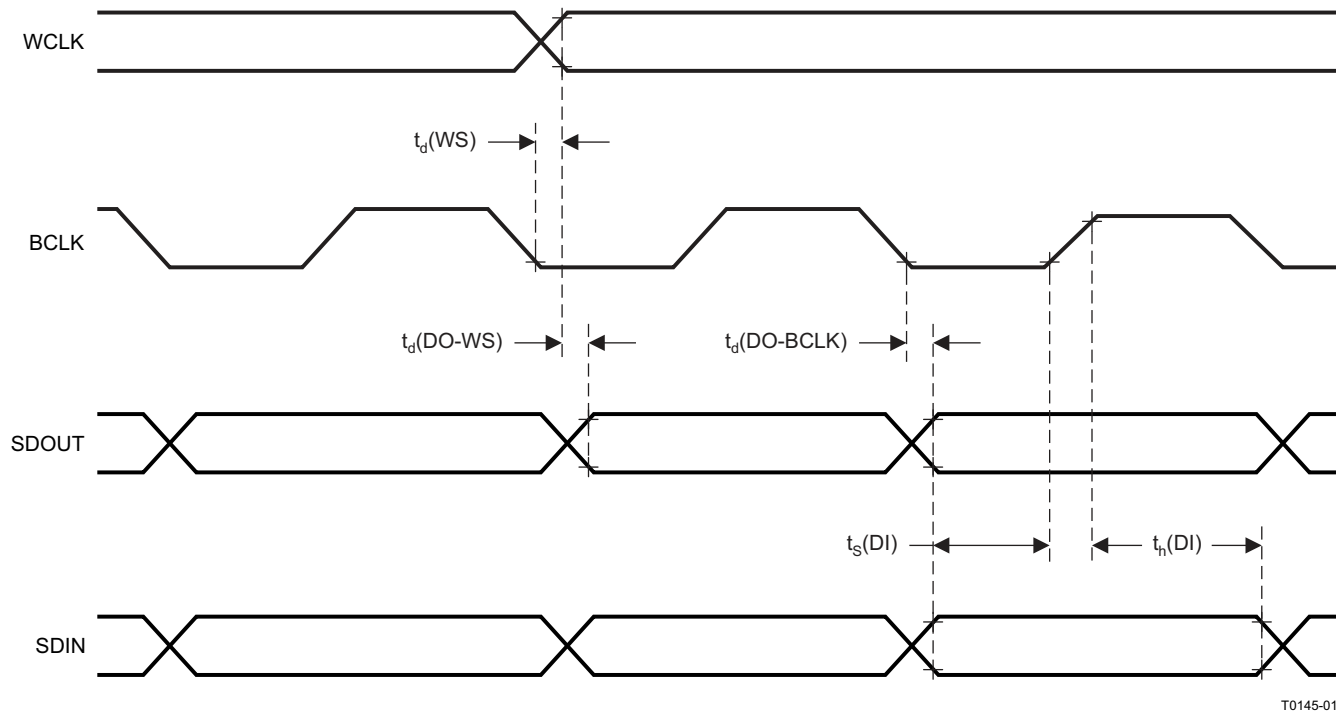 WCLK
td(WS)
BCLK
td(DO-WS) td(DO-BCLK)
SDOUT
tS(DI) th(DI)
SDIN
T0145-01